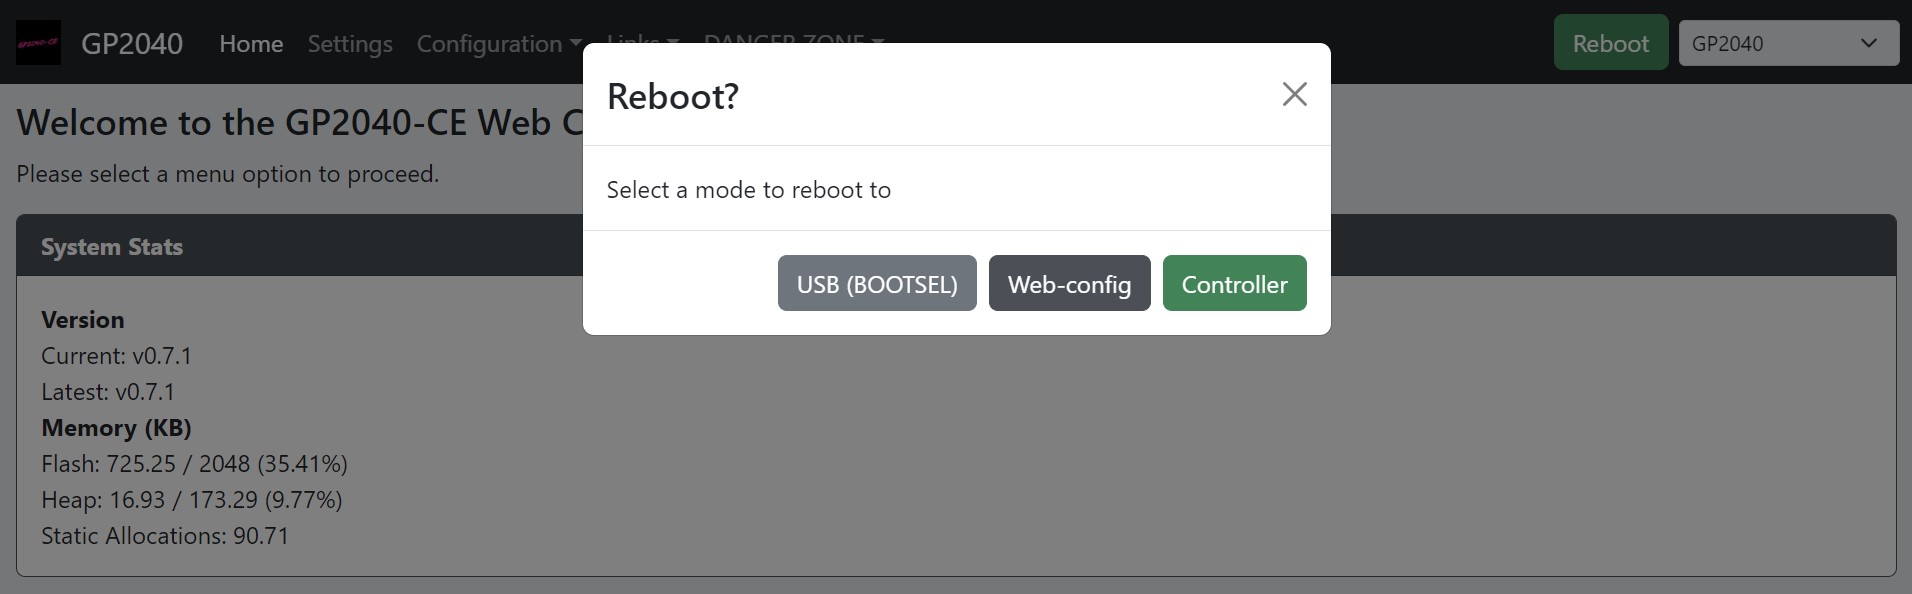 GP2040-CE
GP2040 Home Settings Configuration Links DANGER ZONE Reboot GP2040
Reboot?
Welcome to the GP2040-CE Web C
Please select a menu option to proceed.
Select a mode to reboot to
System Stats
USB (BOOTSEL) Web-config Controller
Version
Current: v0.7.1
Latest: v0.7.1
Memory (KB)
Flash: 725.25 / 2048 (35.41%)
Heap: 16.93 / 173.29 (9.77%)
Static Allocations: 90.71